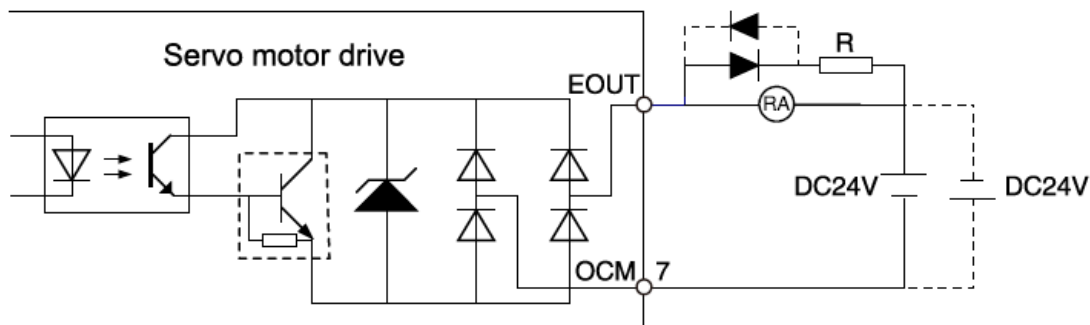 Servo motor drive
EOUT
R
RA
DC24V
DC24V
OCM
7